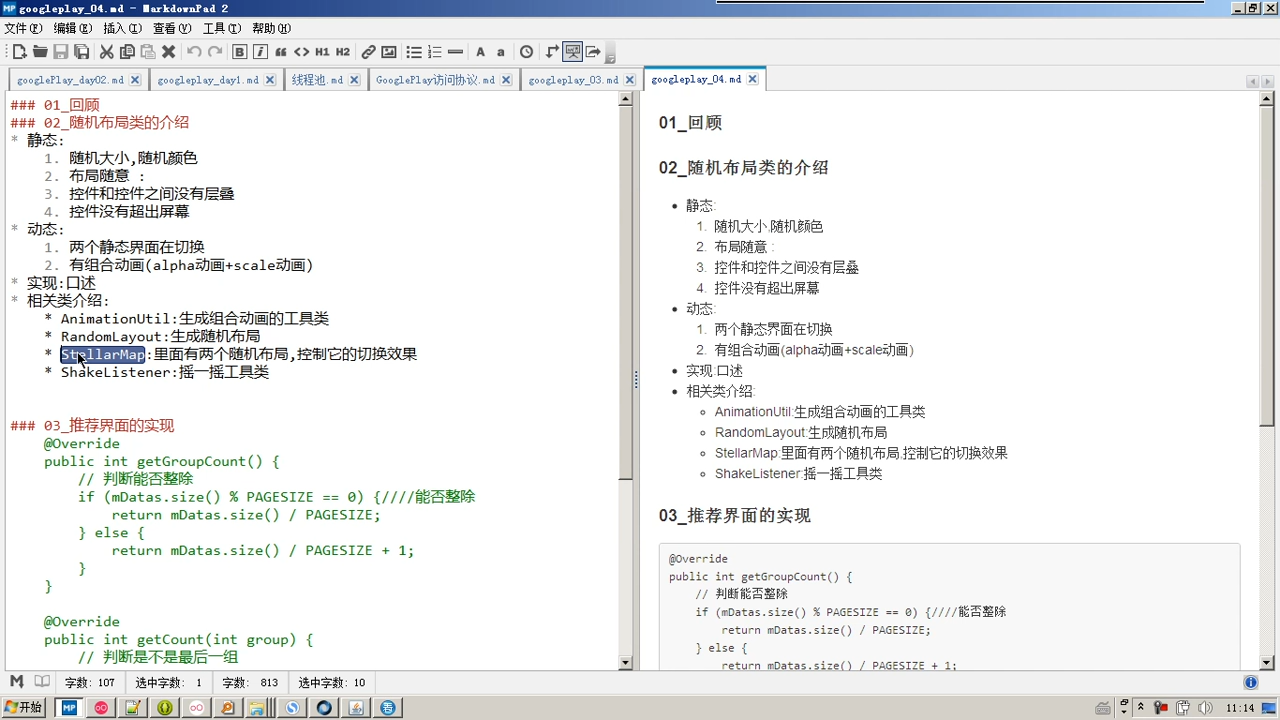 googleplay_04.md - MarkdownPad 2
文件(F) 编辑(E) 插入(I) 查看(V) 工具(T) 帮助(H)
B i “ <> H1 H2 A a
googlePlay_day02.md googleplay_day1.md 线程池.md GooglePlay访问协议.md googleplay_03.md googleplay_04.md
### 01_回顾
### 02_随机布局类的介绍
* 静态:
1. 随机大小,随机颜色
2. 布局随意 :
3. 控件和控件之间没有层叠
4. 控件没有超出屏幕
* 动态:
1. 两个静态界面在切换
2. 有组合动画(alpha动画+scale动画)
* 实现:口述
* 相关类介绍:
* AnimationUtil:生成组合动画的工具类
* RandomLayout:生成随机布局
* StellarMap:里面有两个随机布局,控制它的切换效果
* ShakeListener:摇一摇工具类
### 03_推荐界面的实现
@Override
public int getGroupCount() {
// 判断能否整除
if (mDatas.size() % PAGESIZE == 0) {////能否整除
return mDatas.size() / PAGESIZE;
} else {
return mDatas.size() / PAGESIZE + 1;
}
}
@Override
public int getCount(int group) {
// 判断是不是最后一组
01_回顾
02_随机布局类的介绍
• 静态:
1. 随机大小,随机颜色
2. 布局随意 :
3. 控件和控件之间没有层叠
4. 控件没有超出屏幕
• 动态:
1. 两个静态界面在切换
2. 有组合动画(alpha动画+scale动画)
• 实现:口述
• 相关类介绍:
◦ AnimationUtil:生成组合动画的工具类
◦ RandomLayout:生成随机布局
◦ StellarMap:里面有两个随机布局,控制它的切换效果
◦ ShakeListener:摇一摇工具类
03_推荐界面的实现
@Override
public int getGroupCount() {
// 判断能否整除
if (mDatas.size() % PAGESIZE == 0) {////能否整除
return mDatas.size() / PAGESIZE;
} else {
return mDatas.size() / PAGESIZE + 1;
字数: 107 选中字数: 1 字数: 813 选中字数: 10
开始 MP 11:14